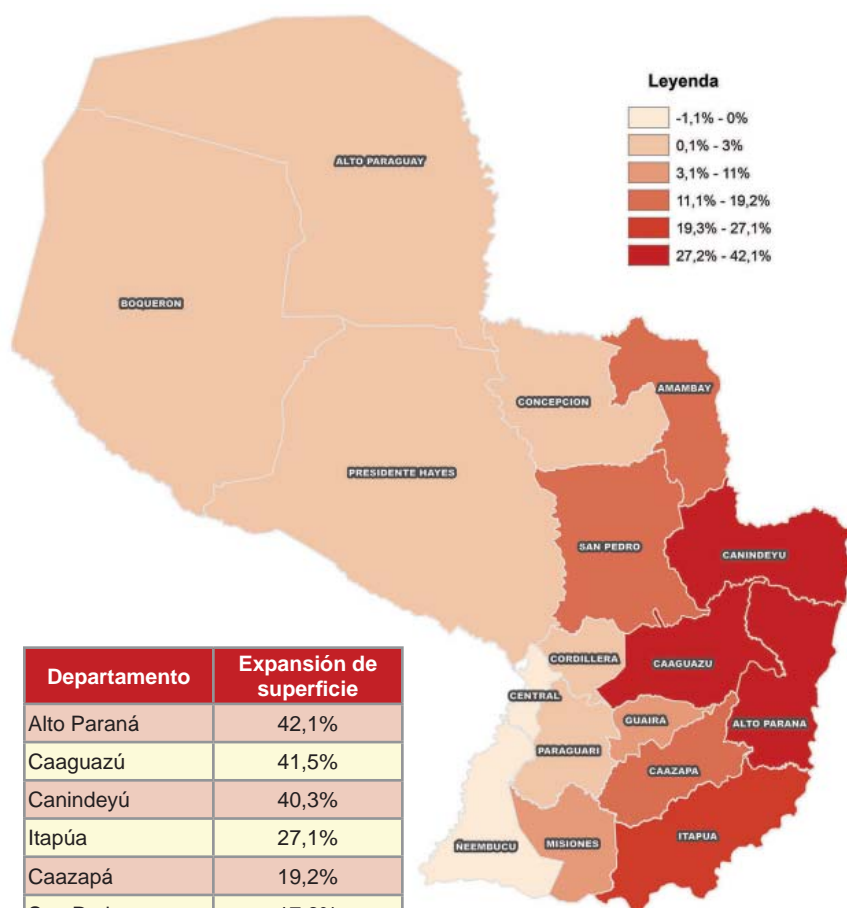 Leyenda
-1,1% - 0%
0,1% - 3%
3,1% - 11%
11,1% - 19,2%
19,3% - 27,1%
27,2% - 42,1%
ALTO PARAGUAY
BOQUERON
CONCEPCION
AMAMBAY
PRESIDENTE HAYES
SAN PEDRO
CANINDEYU
CORDILLERA
CAAGUAZU
CENTRAL
GUAIRA
ALTO PARANA
PARAGUARI
CAAZAPA
ÑEEMBUCU
MISIONES
ITAPUA
Departamento Expansión de
superficie
Alto Paraná 42,1%
Caaguazú 41,5%
Canindeyú 40,3%
Itapúa 27,1%
Caazapá 19,2%